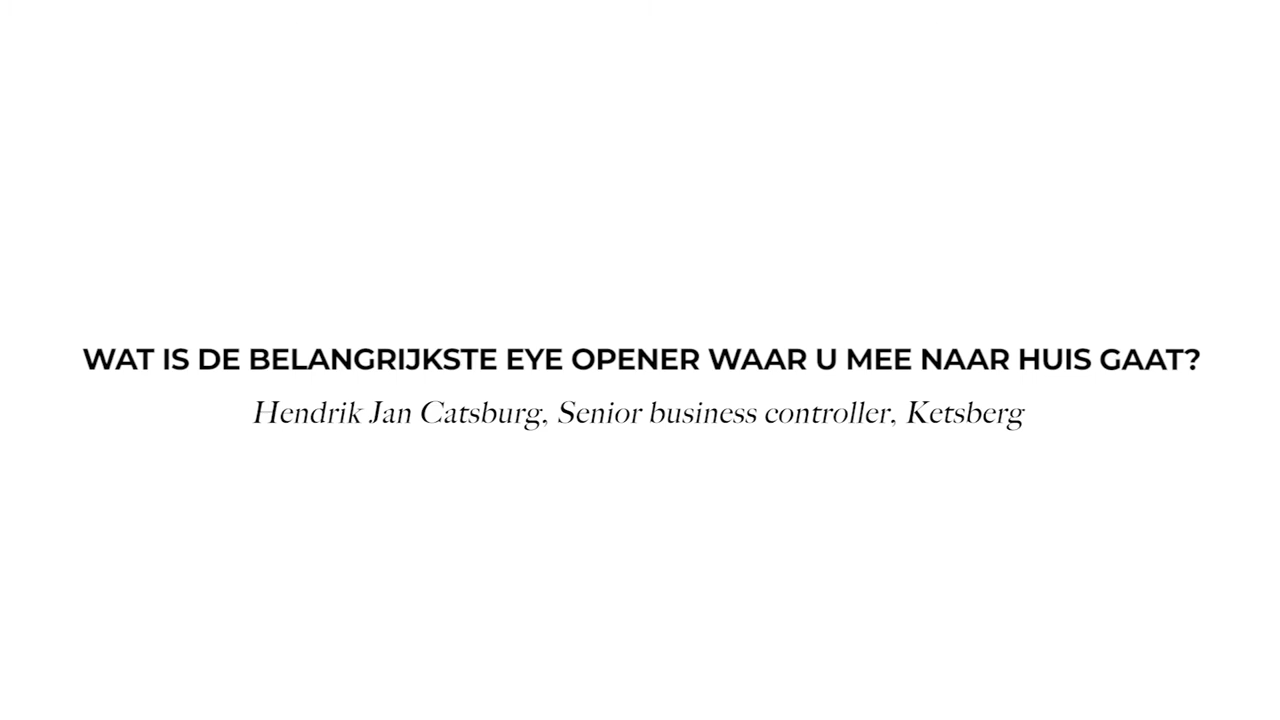 WAT IS DE BELANGRIJKSTE EYE OPENER WAAR U MEE NAAR HUIS GAAT?
Hendrik Jan Catsburg, Senior business controller, Ketsberg